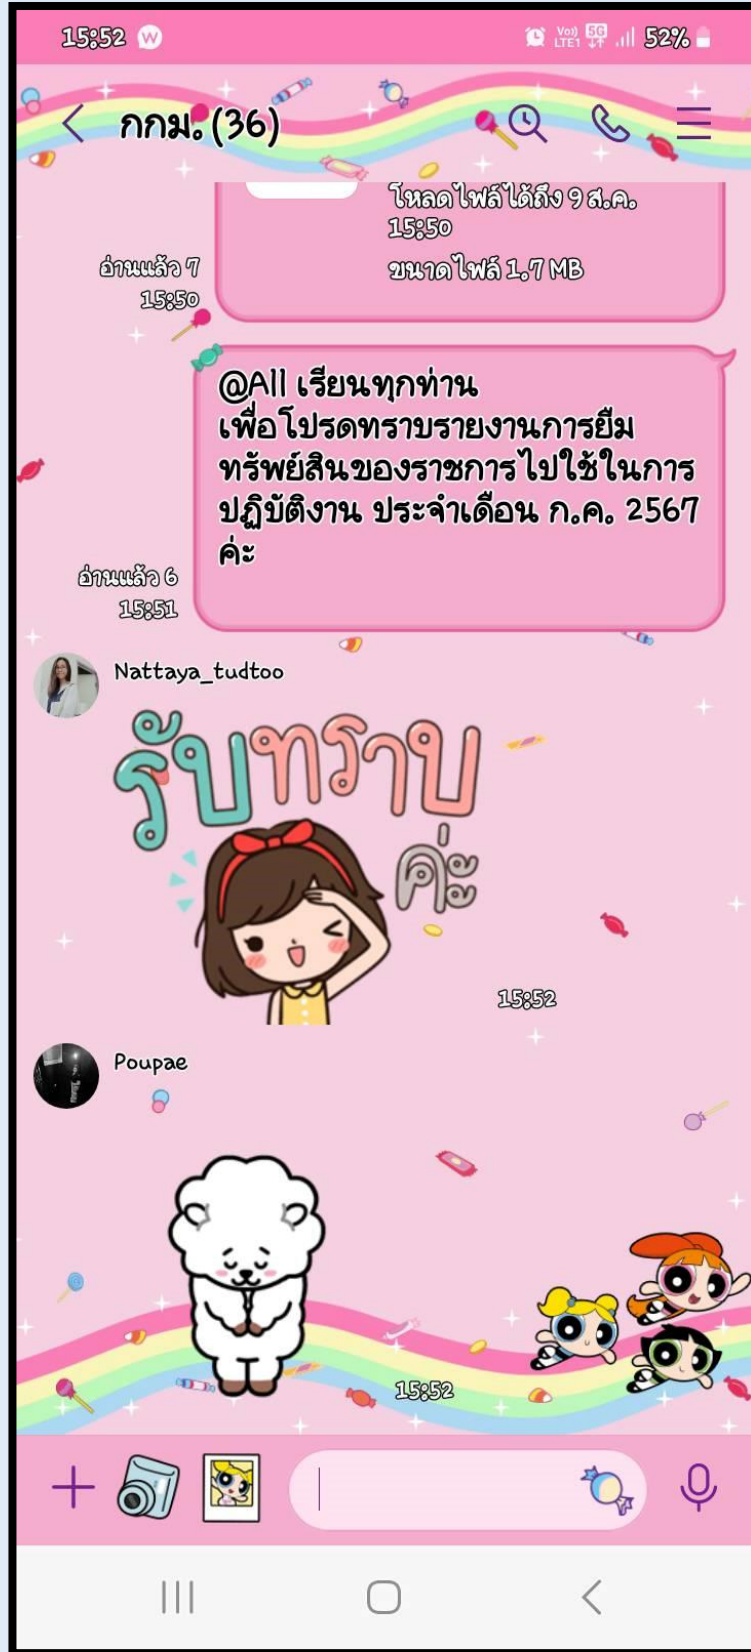 15:52 W Vo) LTE1 5G 52%
กกม. (36)
โหลดไฟล์ได้ถึง 9 ส.ค.
15:50
ขนาดไฟล์ 1.7 MB
อ่านแล้ว 7
15:50
@All เรียนทุกท่าน
เพื่อโปรดทราบรายงานการยืม
ทรัพย์สินของราชการไปใช้ในการ
ปฏิบัติงาน ประจำเดือน ก.ค. 2567
ค่ะ
อ่านแล้ว 6
15:51
Nattaya_tudtoo
รับทราบ
ค่ะ
15:52
Poupae
15:52